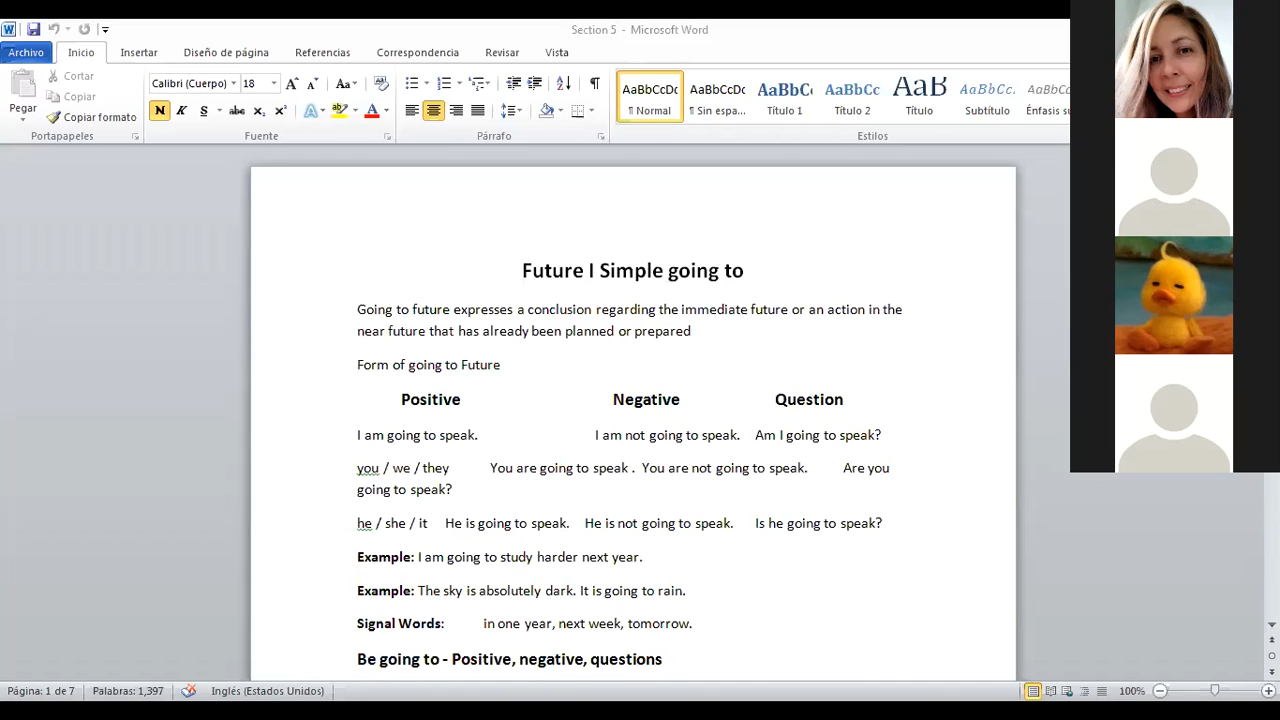 Section 5 - Microsoft Word
Archivo Inicio Insertar Diseño de página Referencias Correspondencia Revisar Vista
Pegar
Cortar
Copiar
Copiar formato
Portapapeles
Calibri (Cuerpo) 18
Fuente
Párrafo
AaBbCcDc AaBbCcDc AaBbC AaBbCc AaB AaBbCc. AaBbCc
¶ Normal ¶ Sin espa... Título 1 Título 2 Título Subtítulo Énfasis su
Estilos
Future I Simple going to
Going to future expresses a conclusion regarding the immediate future or an action in the
near future that has already been planned or prepared
Form of going to Future
Positive Negative Question
I am going to speak. I am not going to speak. Am I going to speak?
you / we / they You are going to speak . You are not going to speak. Are you
going to speak?
he / she / it He is going to speak. He is not going to speak. Is he going to speak?
Example: I am going to study harder next year.
Example: The sky is absolutely dark. It is going to rain.
Signal Words: in one year, next week, tomorrow.
Be going to - Positive, negative, questions
Página: 1 de 7 Palabras: 1,397 Inglés (Estados Unidos) 100%